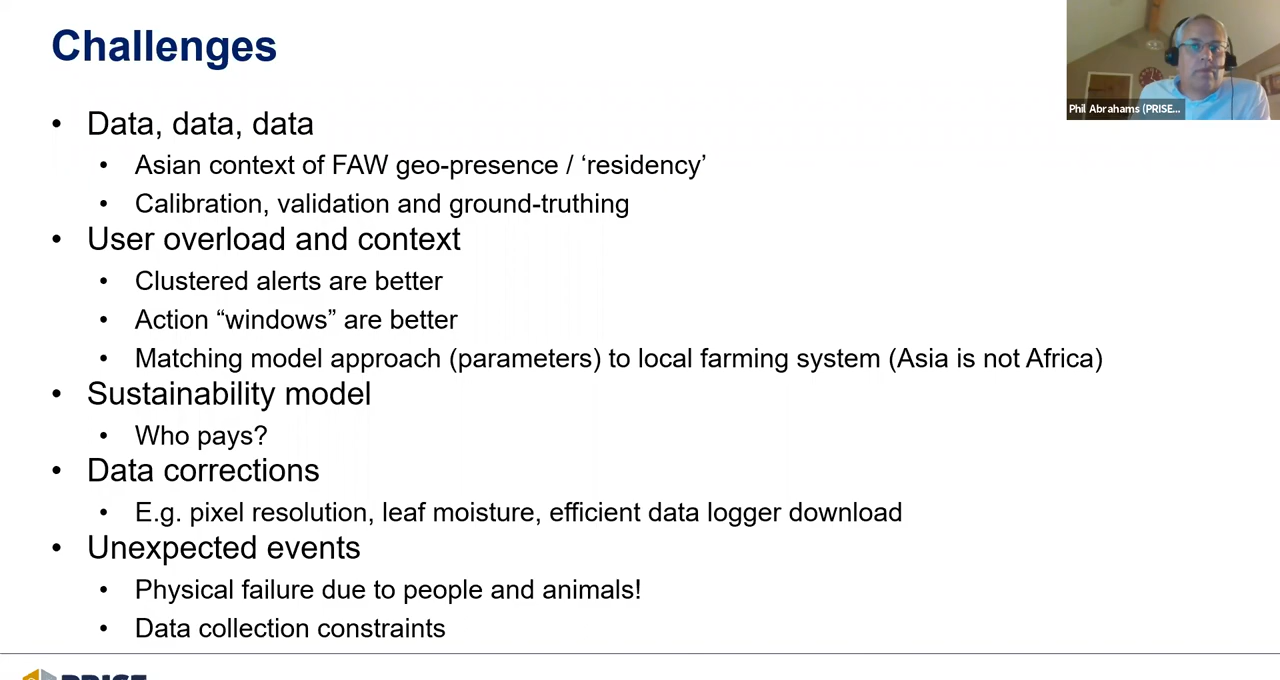 Challenges
Phil Abrahams (PRISE...
• Data, data, data
• Asian context of FAW geo-presence / ‘residency’
• Calibration, validation and ground-truthing
• User overload and context
• Clustered alerts are better
• Action “windows” are better
• Matching model approach (parameters) to local farming system (Asia is not Africa)
• Sustainability model
• Who pays?
• Data corrections
• E.g. pixel resolution, leaf moisture, efficient data logger download
• Unexpected events
• Physical failure due to people and animals!
• Data collection constraints
PRISE